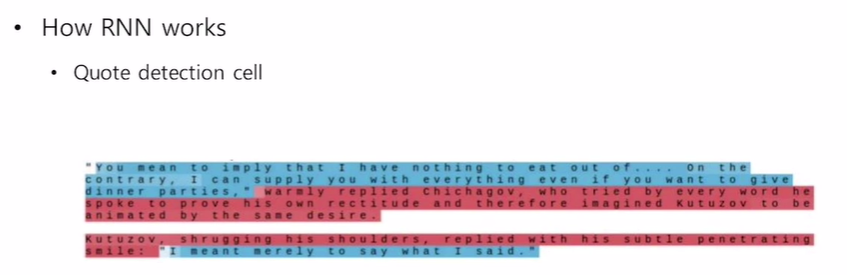 • How RNN works
• Quote detection cell
"You mean to imply that I have nothing to eat out of.... On the
contrary, I can supply you with everything even if you want to give
dinner parties," warmly replied Chichagov, who tried by every word he
spoke to prove his own rectitude and therefore imagined Kutuzov to be
animated by the same desire.
Kutuzov, shrugging his shoulders, replied with his subtle penetrating
smile: "I meant merely to say what I said."